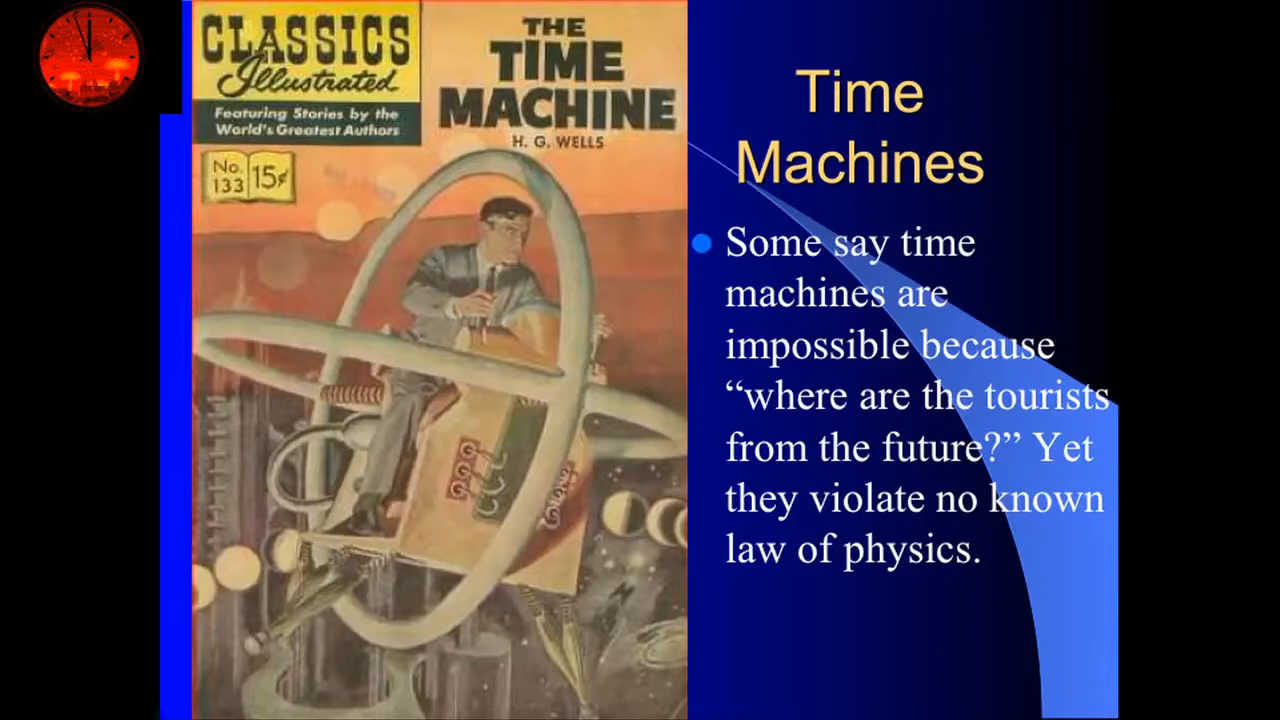 CLASSICS
Illustrated
Featuring Stories by the
World's Greatest Authors
No.
133
15¢
THE
TIME
MACHINE
H. G. WELLS
Time
Machines
Some say time
machines are
impossible because
“where are the tourists
from the future?” Yet
they violate no known
law of physics.